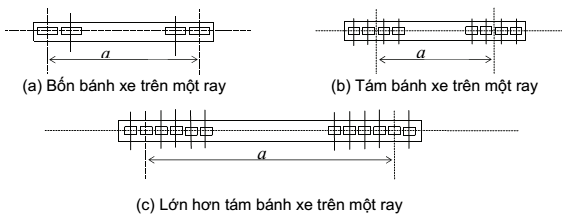 a
a
(a) Bốn bánh xe trên một ray
(b) Tám bánh xe trên một ray
a
(c) Lớn hơn tám bánh xe trên một ray